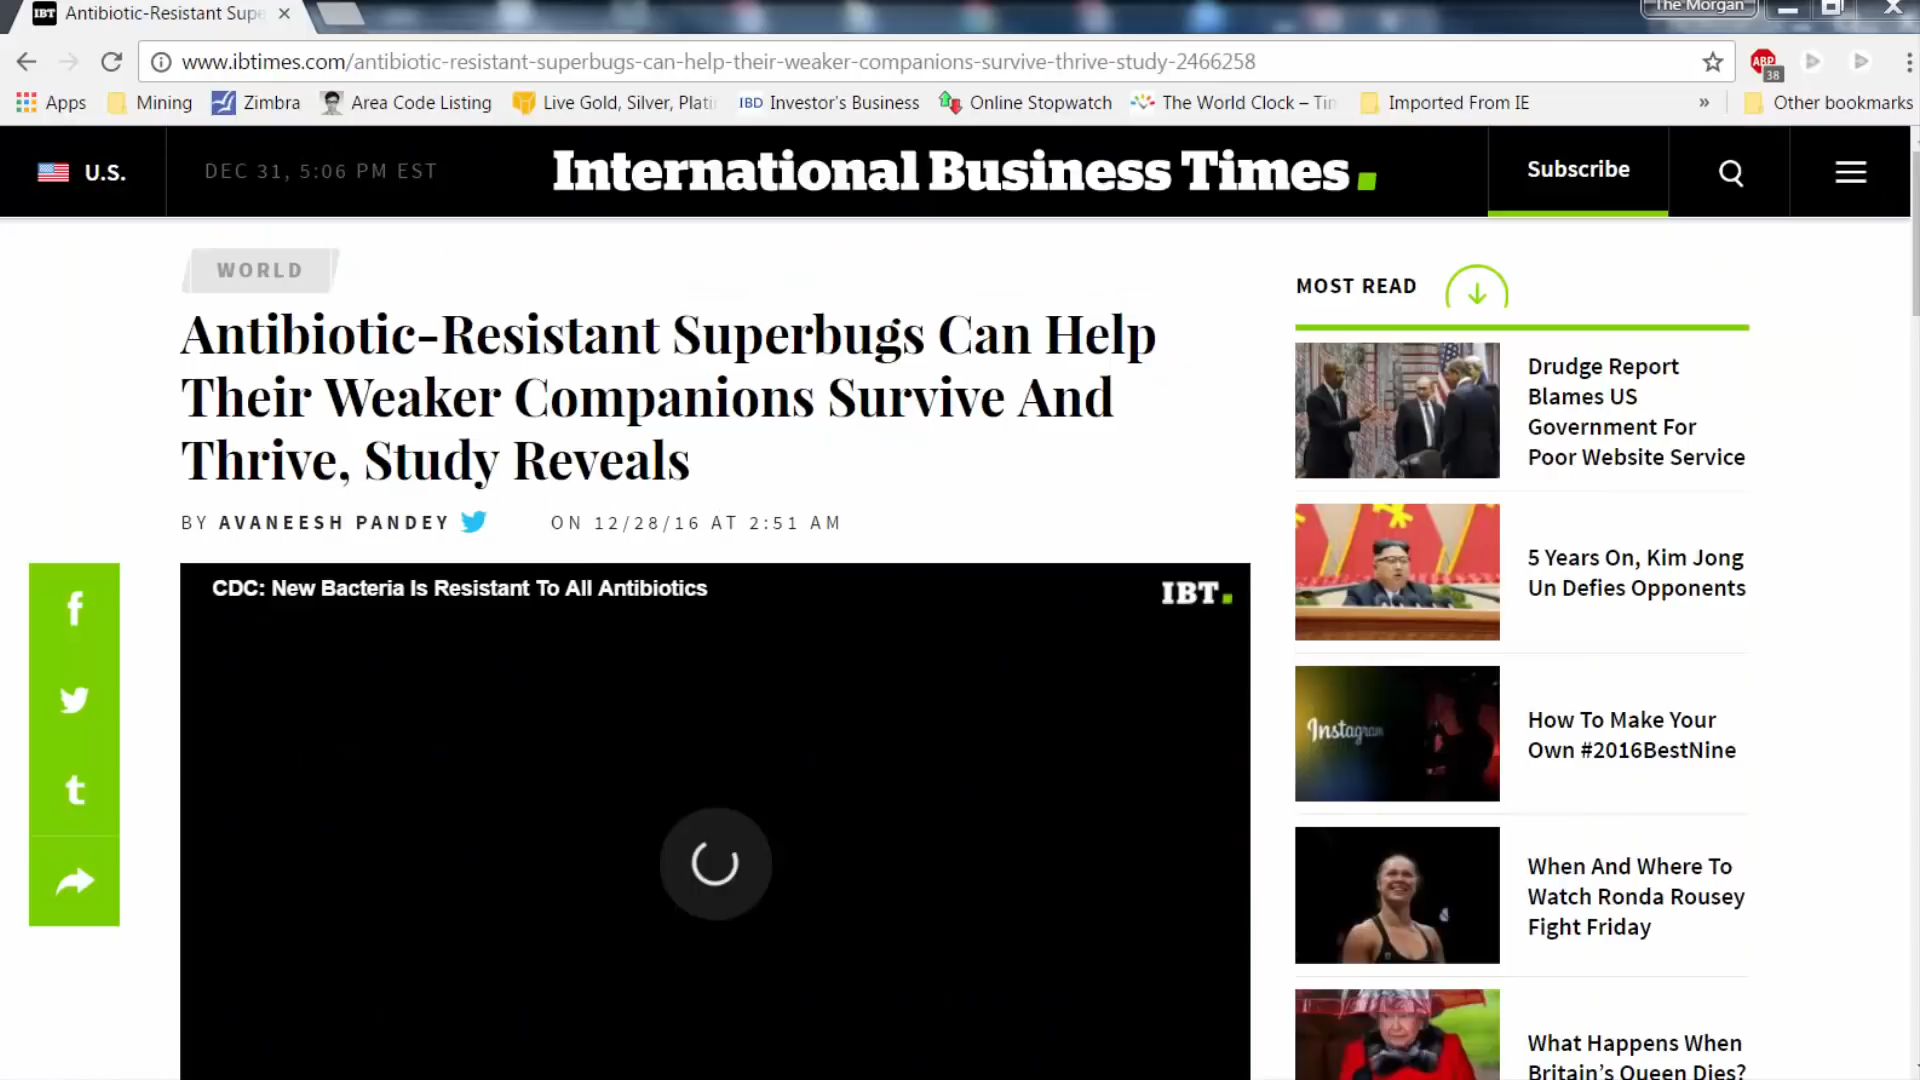 IBT Antibiotic-Resistant Supe
The Morgan
www.ibtimes.com/antibiotic-resistant-superbugs-can-help-their-weaker-companions-survive-thrive-study-2466258
ABP 38
Apps Mining Zimbra Area Code Listing Live Gold, Silver, Plati IBD Investor's Business Online Stopwatch The World Clock – Tim Imported From IE » Other bookmarks
U.S. DEC 31, 5:06 PM EST International Business Times Subscribe
WORLD
Antibiotic-Resistant Superbugs Can Help
Their Weaker Companions Survive And
Thrive, Study Reveals
BY AVANEESH PANDEY ON 12/28/16 AT 2:51 AM
CDC: New Bacteria Is Resistant To All Antibiotics
IBT
MOST READ
Drudge Report
Blames US
Government For
Poor Website Service
5 Years On, Kim Jong
Un Defies Opponents
Instagram
How To Make Your
Own #2016BestNine
When And Where To
Watch Ronda Rousey
Fight Friday
What Happens When
Britain's Queen Dies?